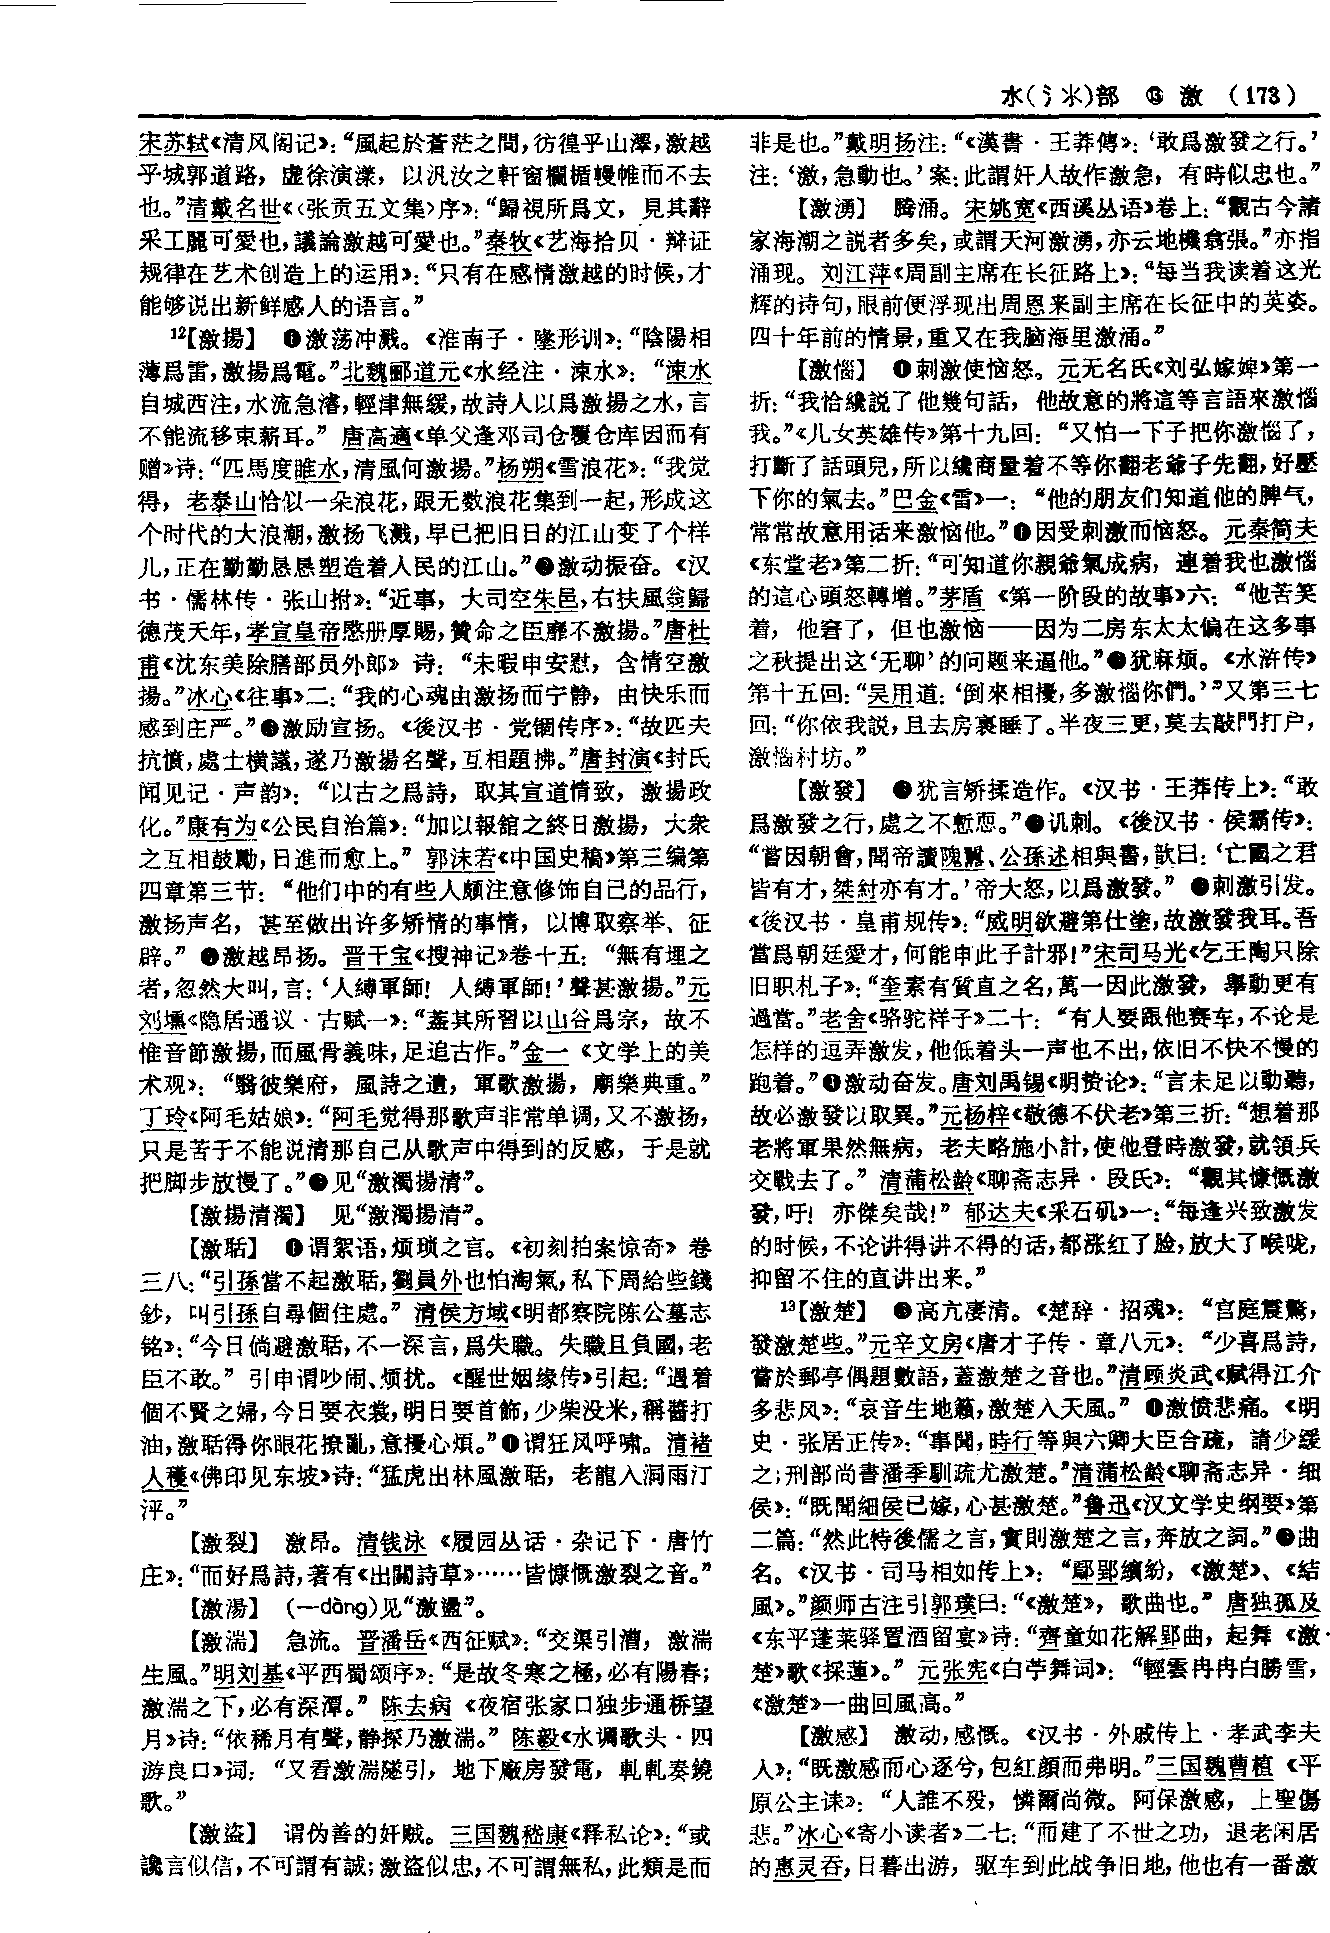 水(氵氺)部 ⑬ 激 (173)
宋苏轼《清风阁记》：“風起於蒼茫之間，彷徨乎山澤，激越
乎城郭道路，虚徐演漾，以汎汝之軒窗欄楯幔帷而不去
也。”清戴名世《〈张贡五文集〉序》：“歸視所爲文，見其辭
采工麗可愛也，議論激越可愛也。”秦牧《艺海拾贝·辩证
规律在艺术创造上的运用》：“只有在感情激越的时候，才
能够说出新鲜感人的语言。”
12【激揚】 ❶激荡冲溅。《淮南子·墬形训》：“陰陽相
薄爲雷，激揚爲電。”北魏郦道元《水经注·涑水》：“涑水
自城西注，水流急濬，輕津無缓，故詩人以爲激揚之水，言
不能流移束薪耳。”唐高適《单父逢邓司仓覆仓库因而有
赠》诗：“匹馬度睢水，清風何激揚。”杨朔《雪浪花》：“我觉
得，老泰山恰似一朵浪花，跟无数浪花集到一起，形成这
个时代的大浪潮，激扬飞溅，早已把旧日的江山变了个样
儿，正在勤勤恳恳塑造着人民的江山。”❷激动振奋。《汉
书·儒林传·张山拊》：“近事，大司空朱邑，右扶風翁歸
德茂夭年，孝宣皇帝愍册厚賜，贊命之臣靡不激揚。”唐杜
甫《沈东美除膳部员外郎》诗：“未暇申安慰，含情空激
揚。”冰心《往事》二：“我的心魂由激扬而宁静，由快乐而
感到庄严。”❸激励宣扬。《後汉书·党锢传序》：“故匹夫
抗憤，處士横議，遂乃激揚名聲，互相題拂。”唐封演《封氏
闻见记·声韵》：“以古之爲詩，取其宣道情致，激揚政
化。”康有为《公民自治篇》：“加以報館之終日激揚，大衆
之互相鼓勵，日進而愈上。”郭沫若《中国史稿》第三编第
四章第三节：“他们中的有些人颇注意修饰自己的品行，
激扬声名，甚至做出许多矫情的事情，以博取察举、征
辟。”❹激越昂扬。晋干宝《搜神记》卷十五：“無有埋之
者，忽然大叫，言：‘人縛軍師！人縛軍師！’聲甚激揚。”元
刘壎《隐居通议·古赋一》：“蓋其所習以山谷爲宗，故不
惟音節激揚，而風骨義味，足追古作。”金一《文学上的美
术观》：“翳彼樂府，風詩之遺，軍歌激揚，廟樂典重。”
丁玲《阿毛姑娘》：“阿毛觉得那歌声非常单调，又不激扬，
只是苦于不能说清那自己从歌声中得到的反感，于是就
把脚步放慢了。”❺见“激濁揚清”。
【激揚清濁】 见“激濁揚清”。
【激聒】 ❶谓絮语，烦琐之言。《初刻拍案惊奇》卷
三八：“引孫當不起激聒，劉員外也怕淘氣，私下周給些錢
鈔，叫引孫自尋個住處。”清侯方域《明都察院陈公墓志
铭》：“今日倘避激聒，不一深言，爲失職。失職且負國，老
臣不敢。”引申谓吵闹、烦扰。《醒世姻缘传》引起：“遇着
個不賢之婦，今日要衣裳，明日要首飾，少柴没米，稱醬打
油，激聒得你眼花撩亂，意擾心煩。”❷谓狂风呼啸。清褚
人穫《佛印见东坡》诗：“猛虎出林風激聒，老龍入洞雨汀
泙。”
【激裂】 激昂。清钱泳《履园丛话·杂记下·唐竹
庄》：“而好爲詩，著有《出關詩草》……皆慷慨激裂之音。”
【激湯】 (—dàng)见“激盪”。
【激湍】 急流。晋潘岳《西征赋》：“交渠引漕，激湍
生風。”明刘基《平西蜀颂序》：“是故冬寒之極，必有陽春；
激湍之下，必有深潭。”陈去病《夜宿张家口独步通桥望
月》诗：“依稀月有聲，静探乃激湍。”陈毅《水调歌头·四
游良口》词：“又看激湍隧引，地下廠房發電，軋軋奏鐃
歌。”
【激盗】 谓伪善的奸贼。三国魏嵇康《释私论》：“或
讒言似信，不可謂有誠；激盗似忠，不可謂無私，此類是而
非是也。”戴明扬注：“《漢書·王莽傳》：‘敢爲激發之行。’
注：‘激，急動也。’案：此謂奸人故作激急，有時似忠也。”
【激湧】 腾涌。宋姚宽《西溪丛语》卷上：“觀古今諸
家海潮之説者多矣，或謂天河激湧，亦云地機翕張。”亦指
涌现。刘江萍《周副主席在长征路上》：“每当我读着这光
辉的诗句，眼前便浮现出周恩来副主席在长征中的英姿。
四十年前的情景，重又在我脑海里激涌。”
【激惱】 ❶刺激使恼怒。元无名氏《刘弘嫁婢》第一
折：“我恰纔説了他幾句話，他故意的將這等言語來激惱
我。”《儿女英雄传》第十九回：“又怕一下子把你激惱了，
打斷了話頭兒，所以纔商量着不等你翻老爺子先翻，好壓
下你的氣去。”巴金《雷》一：“他的朋友们知道他的脾气，
常常故意用话来激恼他。”❷因受刺激而恼怒。元秦简夫
《东堂老》第二折：“可知道你親爺氣成病，連着我也激惱
的這心頭怒轉增。”茅盾《第一阶段的故事》六：“他苦笑
着，他窘了，但也激恼——因为二房东太太偏在这多事
之秋提出这‘无聊’的问题来逼他。”❸犹麻烦。《水浒传》
第十五回：“吴用道：‘倒來相擾，多激惱你們。’”又第三七
回：“你依我説，且去房裏睡了。半夜三更，莫去敲門打户，
激惱村坊。”
【激發】 ❶犹言矫揉造作。《汉书·王莽传上》：“敢
爲激發之行，處之不慙恧。”❷讥刺。《後汉书·侯霸传》：
“嘗因朝會，聞帝讀隗囂、公孫述相與書，歆曰：‘亡國之君
皆有才，桀紂亦有才。’帝大怒，以爲激發。”❸刺激引发。
《後汉书·皇甫规传》：“威明欲避第仕塗，故激發我耳。吾
當爲朝廷愛才，何能申此子計邪！”宋司马光《乞王陶只除
旧职札子》：“奎素有質直之名，萬一因此激發，舉動更有
過當。”老舍《骆驼祥子》二十：“有人要跟他赛车，不论是
怎样的逗弄激发，他低着头一声也不出，依旧不快不慢的
跑着。”❹激动奋发。唐刘禹锡《明贽论》：“言未足以動聽，
故必激發以取異。”元杨梓《敬德不伏老》第三折：“想着那
老將軍果然無病，老夫略施小計，使他登時激發，就領兵
交戰去了。”清蒲松龄《聊斋志异·段氏》：“觀其慷慨激
發，吁！亦傑矣哉！”郁达夫《采石矶》一：“每逢兴致激发
的时候，不论讲得讲不得的话，都涨红了脸，放大了喉咙，
抑留不住的直讲出来。”
13【激楚】 ❶高亢凄清。《楚辞·招魂》：“宫庭震驚，
發激楚些。”元辛文房《唐才子传·章八元》：“少喜爲詩，
嘗於郵亭偶題數語，蓋激楚之音也。”清顾炎武《赋得江介
多悲风》：“哀音生地籟，激楚入天風。”❷激愤悲痛。《明
史·张居正传》：“事聞，時行等與六卿大臣合疏，請少緩
之；刑部尚書潘季馴疏尤激楚。”清蒲松龄《聊斋志异·细
侯》：“既聞細侯已嫁，心甚激楚。”鲁迅《汉文学史纲要》第
二篇：“然此特後儒之言，實則激楚之言，奔放之詞。”❸曲
名。《汉书·司马相如传上》：“鄢郢繽紛，《激楚》、《結
風》。”颜师古注引郭璞曰：“《激楚》，歌曲也。”唐独孤及
《东平蓬莱驿置酒留宴》诗：“齊童如花解郢曲，起舞《激
楚》歌《採蓮》。”元张宪《白苧舞词》：“輕雲冉冉白勝雪，
《激楚》一曲回風高。”
【激感】 激动，感慨。《汉书·外戚传上·孝武李夫
人》：“既激感而心逐兮，包紅顔而弗明。”三国魏曹植《平
原公主诔》：“人誰不殁，憐爾尚微。阿保激感，上聖傷
悲。”冰心《寄小读者》二七：“而建了不世之功，退老闲居
的惠灵吞，日暮出游，驱车到此战争旧地，他也有一番激